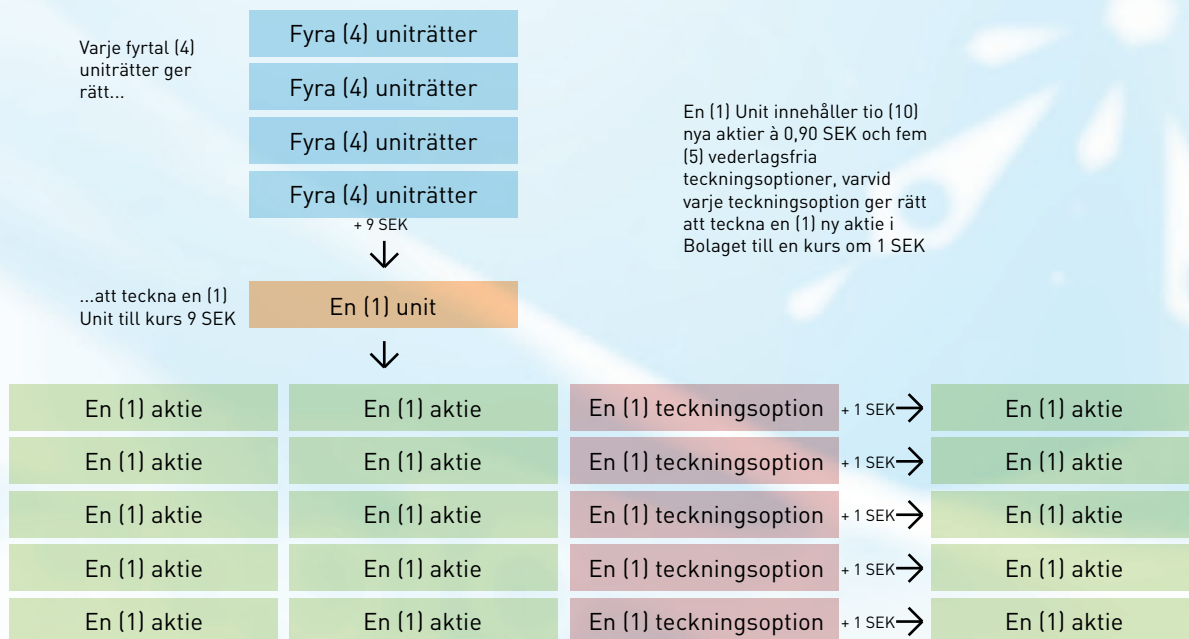 Varje fyrtal (4)
uniträtter ger
rätt...
Fyra (4) uniträtter
Fyra (4) uniträtter
Fyra (4) uniträtter
Fyra (4) uniträtter
+ 9 SEK
En (1) Unit innehåller tio (10)
nya aktier à 0,90 SEK och fem
(5) vederlagsfria
teckningsoptioner, varvid
varje teckningsoption ger rätt
att teckna en (1) ny aktie i
Bolaget till en kurs om 1 SEK
...att teckna en (1)
Unit till kurs 9 SEK
En (1) unit
En (1) aktie En (1) aktie En (1) teckningsoption + 1 SEK En (1) aktie
En (1) aktie En (1) aktie En (1) teckningsoption + 1 SEK En (1) aktie
En (1) aktie En (1) aktie En (1) teckningsoption + 1 SEK En (1) aktie
En (1) aktie En (1) aktie En (1) teckningsoption + 1 SEK En (1) aktie
En (1) aktie En (1) aktie En (1) teckningsoption + 1 SEK En (1) aktie